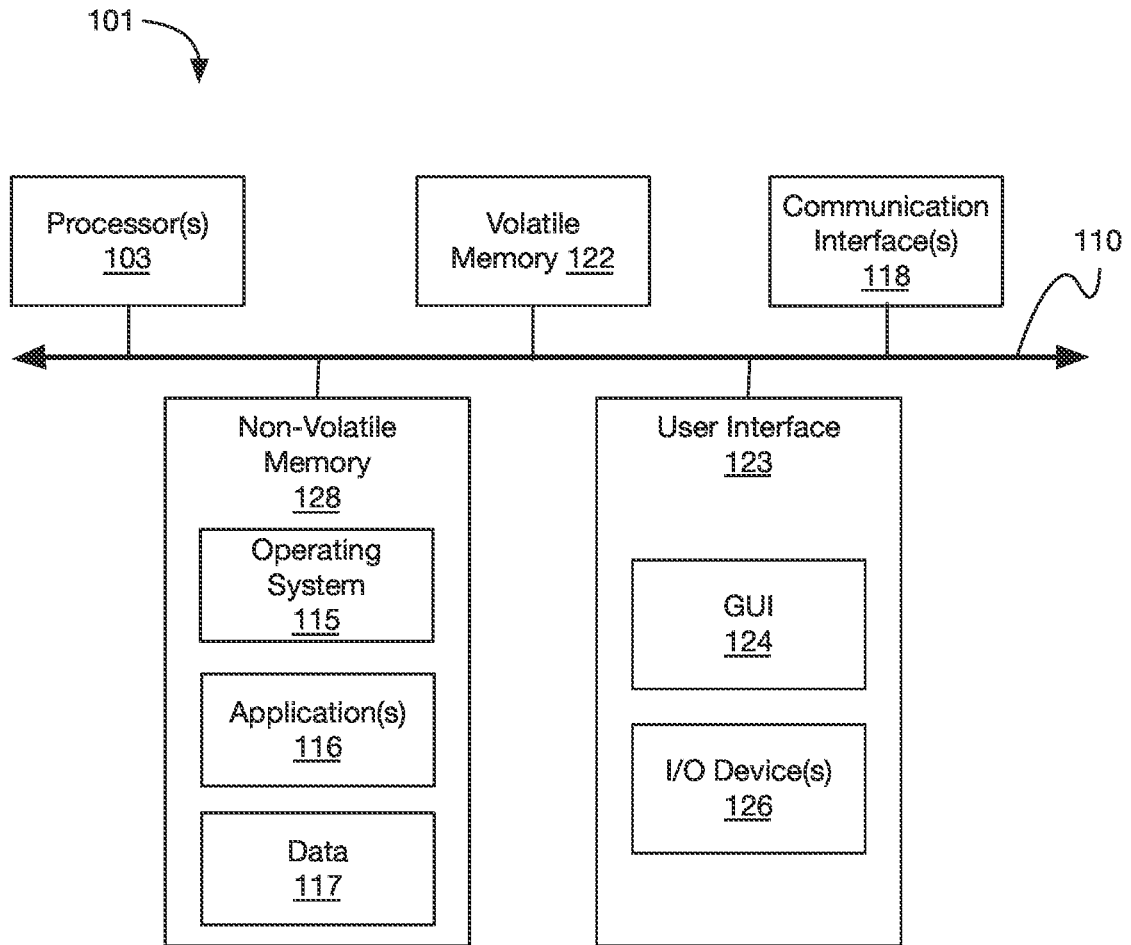 101
Processor(s)
103
Volatile
Memory 122
Communication
Interface(s)
118
110
Non-Volatile
Memory
128
Operating
System
115
Application(s)
116
Data
117
User Interface
123
GUI
124
I/O Device(s)
126